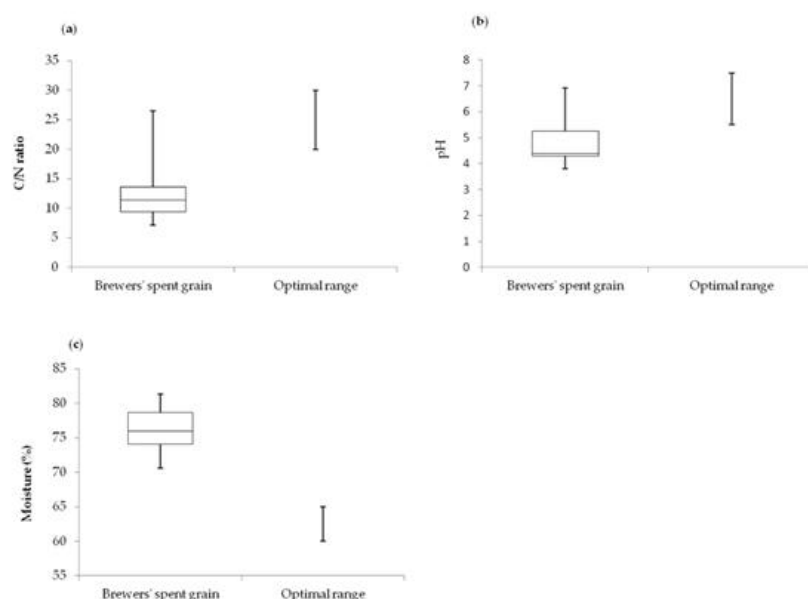 (a)
35
30
25
20
15
10
5
0
C/N ratio
Brewers' spent grain
Optimal range
(b)
8
7
6
5
4
3
2
1
0
pH
Brewers' spent grain
Optimal range
(c)
85
80
75
70
65
60
55
Moisture (%)
Brewers' spent grain
Optimal range